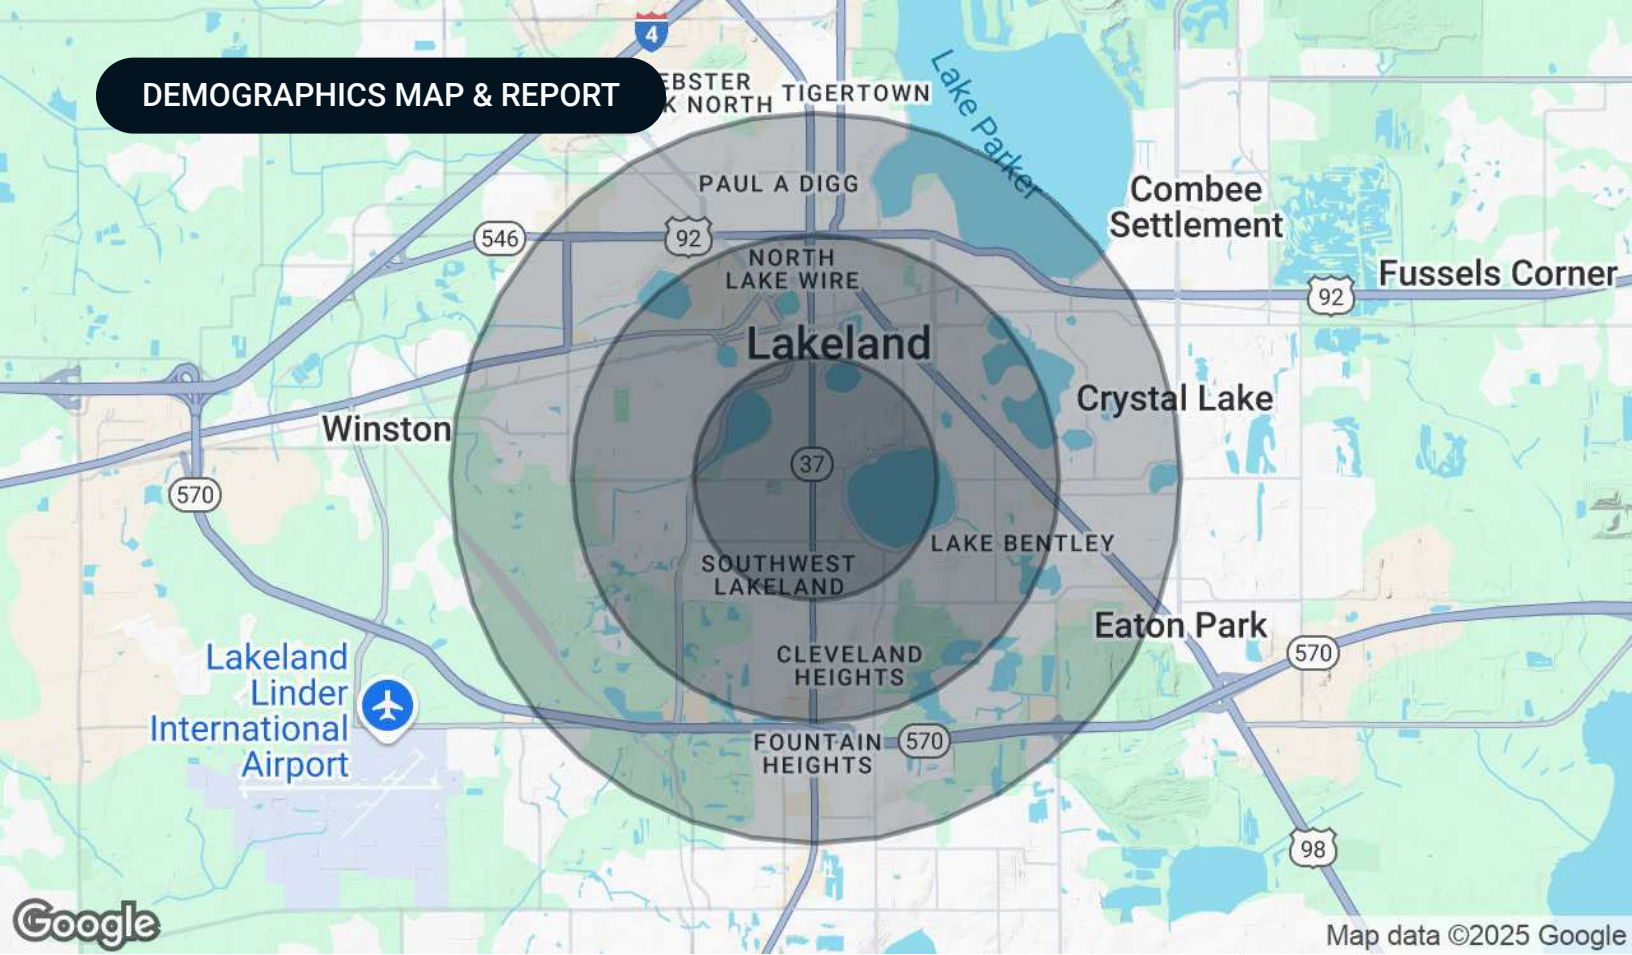 4
DEMOGRAPHICS MAP & REPORT
EBSTER
K NORTH
TIGERTOWN
Lake Parker
PAUL A DIGG
Combee
Settlement
546
92
NORTH
LAKE WIRE
Fussels Corner
92
Lakeland
Crystal Lake
Winston
37
570
LAKE BENTLEY
SOUTHWEST
LAKELAND
Eaton Park
570
CLEVELAND
HEIGHTS
Lakeland
Linder
International
Airport
FOUNTAIN
HEIGHTS
570
98
Google
Map data ©2025 Google